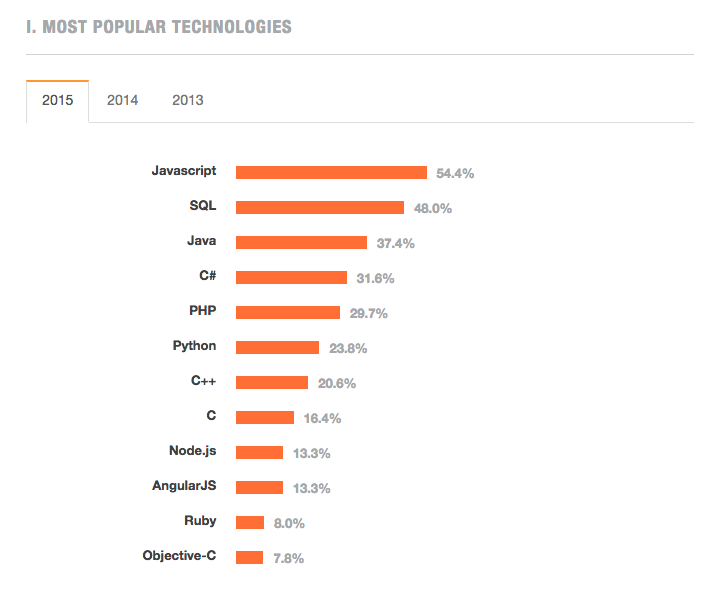 I. MOST POPULAR TECHNOLOGIES
2015 2014 2013
Javascript 54.4%
SQL 48.0%
Java 37.4%
C# 31.6%
PHP 29.7%
Python 23.8%
C++ 20.6%
C 16.4%
Node.js 13.3%
AngularJS 13.3%
Ruby 8.0%
Objective-C 7.8%